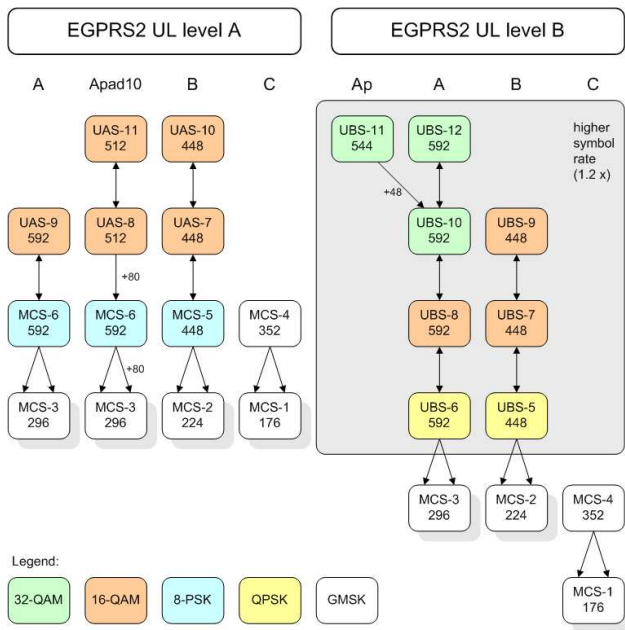 EGPRS2 UL level A
EGPRS2 UL level B
A
Apad10
B
C
Ap
A
B
C
UAS-11
512
UAS-10
448
UBS-11
544
UBS-12
592
higher
symbol
rate
(1.2 x)
+48
UAS-9
592
UAS-8
512
UAS-7
448
UBS-10
592
UBS-9
448
+80
MCS-6
592
MCS-6
592
MCS-5
448
MCS-4
352
UBS-8
592
UBS-7
448
+80
MCS-3
296
MCS-3
296
MCS-2
224
MCS-1
176
UBS-6
592
UBS-5
448
MCS-3
296
MCS-2
224
MCS-4
352
Legend:
32-QAM
16-QAM
8-PSK
QPSK
GMSK
MCS-1
176